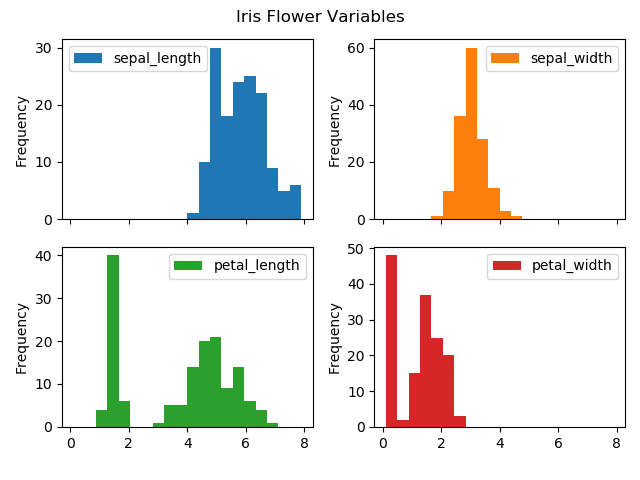 Iris Flower Variables
30
20
10
0
Frequency
sepal_length
60
40
20
0
Frequency
sepal_width
40
30
20
10
0
Frequency
petal_length
0 2 4 6 8
50
40
30
20
10
0
Frequency
petal_width
0 2 4 6 8